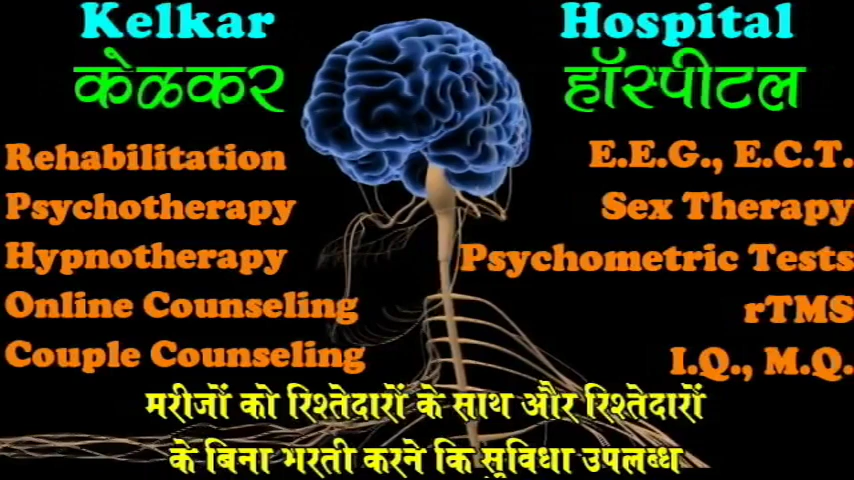 Kelkar Hospital
केळकर हॉस्पीटल
Rehabilitation
Psychotherapy
Hypnotherapy
Online Counseling
Couple Counseling
E.E.G., E.C.T.
Sex Therapy
Psychometric Tests
rTMS
I.Q., M.Q.
मरीजों को रिश्तेदारों के साथ और रिश्तेदारों
के बिना भरती करने कि सुविधा उपलब्ध